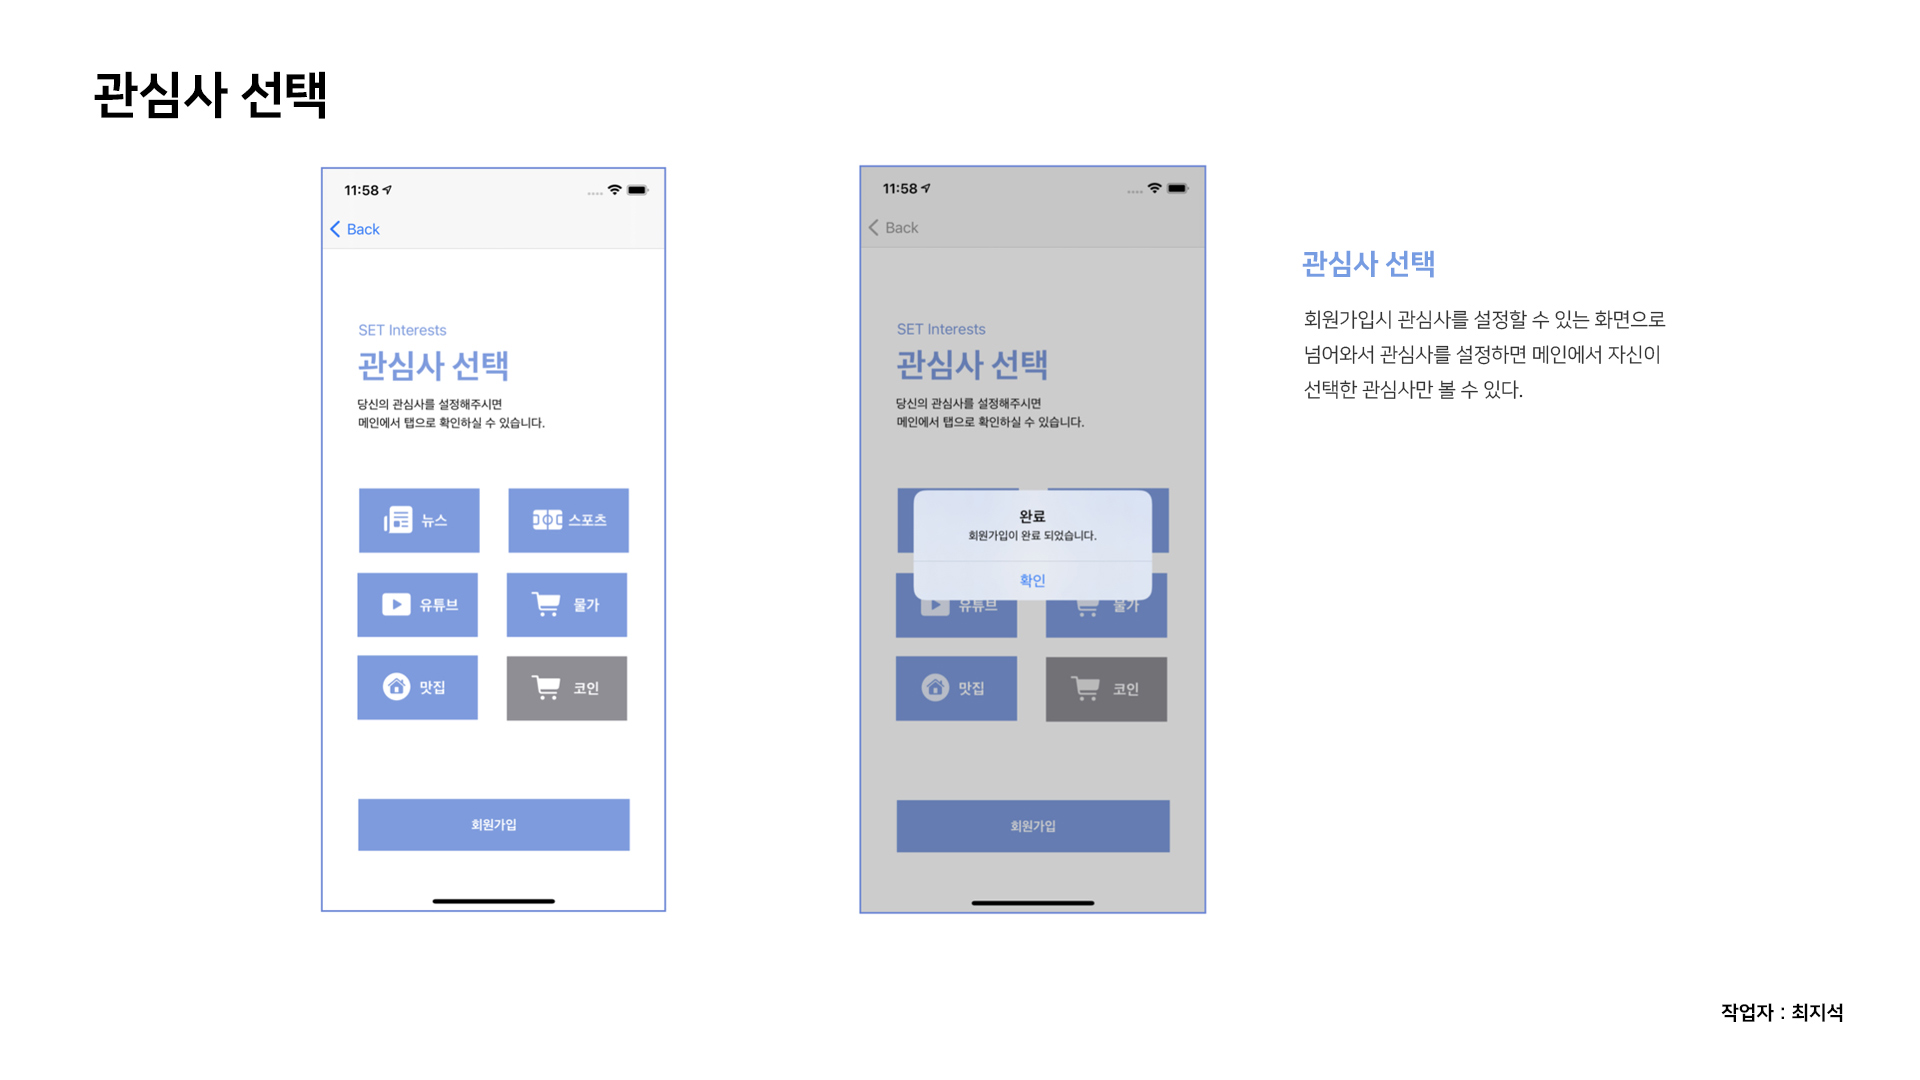 관심사 선택
11:58
Back
SET Interests
관심사 선택
당신의 관심사를 설정해주시면
메인에서 탭으로 확인하실 수 있습니다.
뉴스
스포츠
유튜브
물가
맛집
코인
회원가입
11:58
Back
SET Interests
관심사 선택
당신의 관심사를 설정해주시면
메인에서 탭으로 확인하실 수 있습니다.
완료
회원가입이 완료 되었습니다.
확인
유튜브
물가
맛집
코인
회원가입
관심사 선택
회원가입시 관심사를 설정할 수 있는 화면으로
넘어와서 관심사를 설정하면 메인에서 자신이
선택한 관심사만 볼 수 있다.
작업자 : 최지석